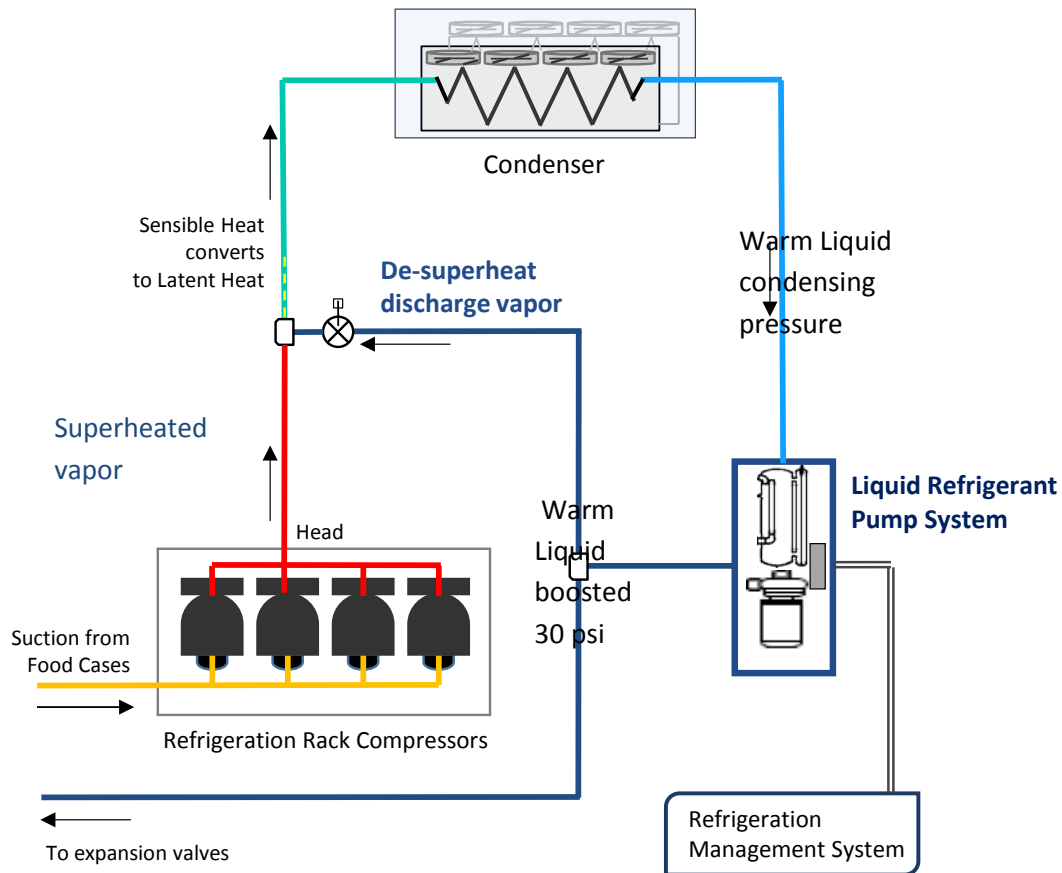 Condenser
Sensible Heat
converts
to Latent Heat
De-superheat
discharge vapor
Warm Liquid
condensing
pressure
Superheated
vapor
Head
Warm
Liquid
boosted
30 psi
Liquid Refrigerant
Pump System
Suction from
Food Cases
Refrigeration Rack Compressors
To expansion valves
Refrigeration
Management System